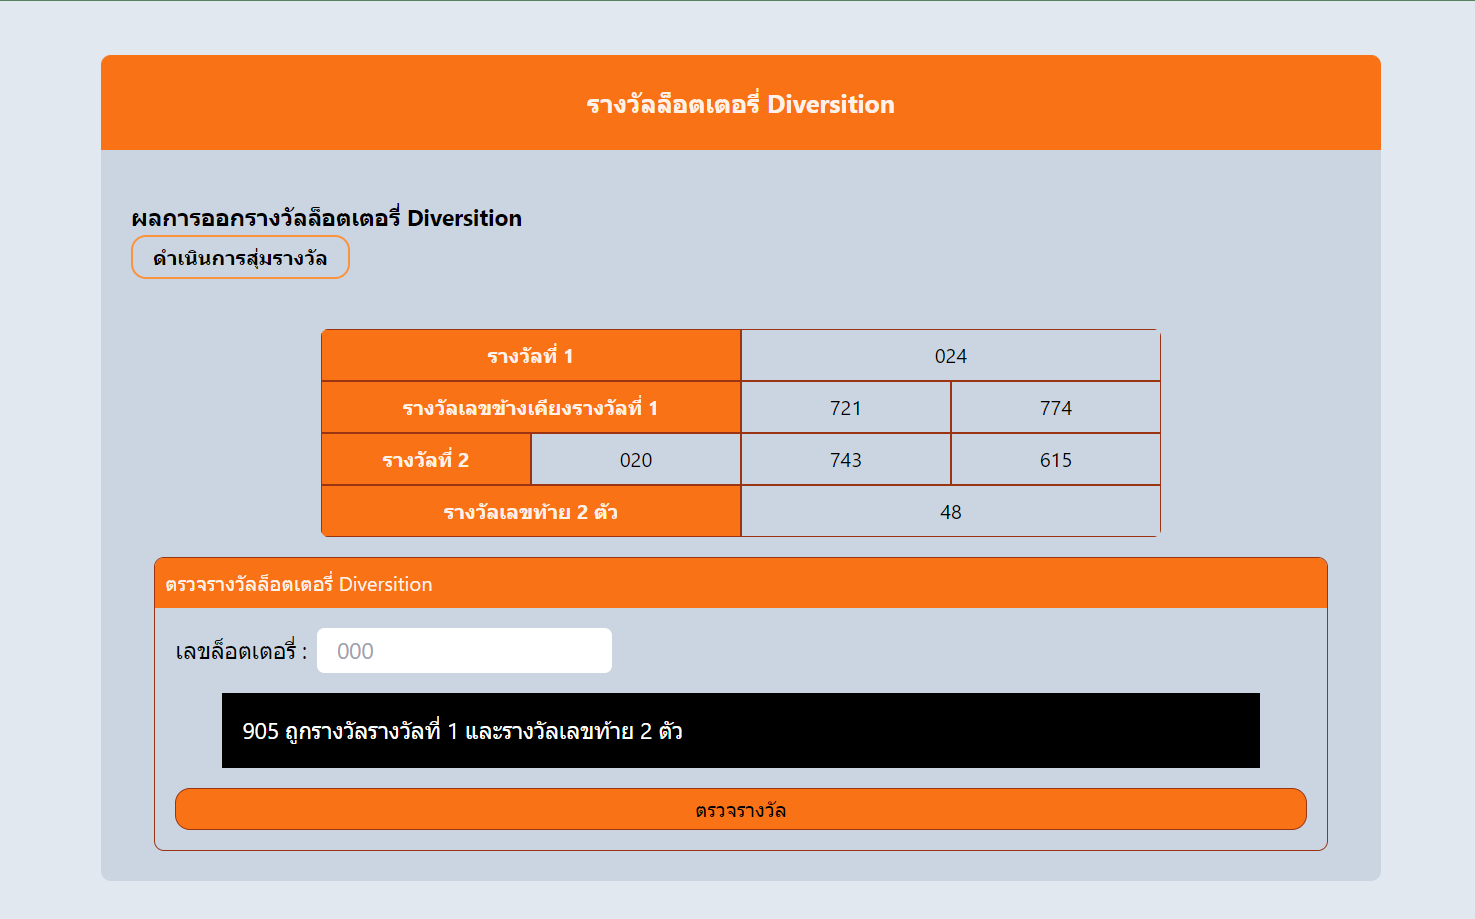 รางวัลล็อตเตอรี่ Diversition
ผลการออกรางวัลล็อตเตอรี่ Diversition
ดำเนินการสุ่มรางวัล
รางวัลที่ 1 024
รางวัลเลขข้างเคียงรางวัลที่ 1 721 774
รางวัลที่ 2 020 743 615
รางวัลเลขท้าย 2 ตัว 48
ตรวจรางวัลล็อตเตอรี่ Diversition
เลขล็อตเตอรี่ : 000
905 ถูกรางวัลรางวัลที่ 1 และรางวัลเลขท้าย 2 ตัว
ตรวจรางวัล